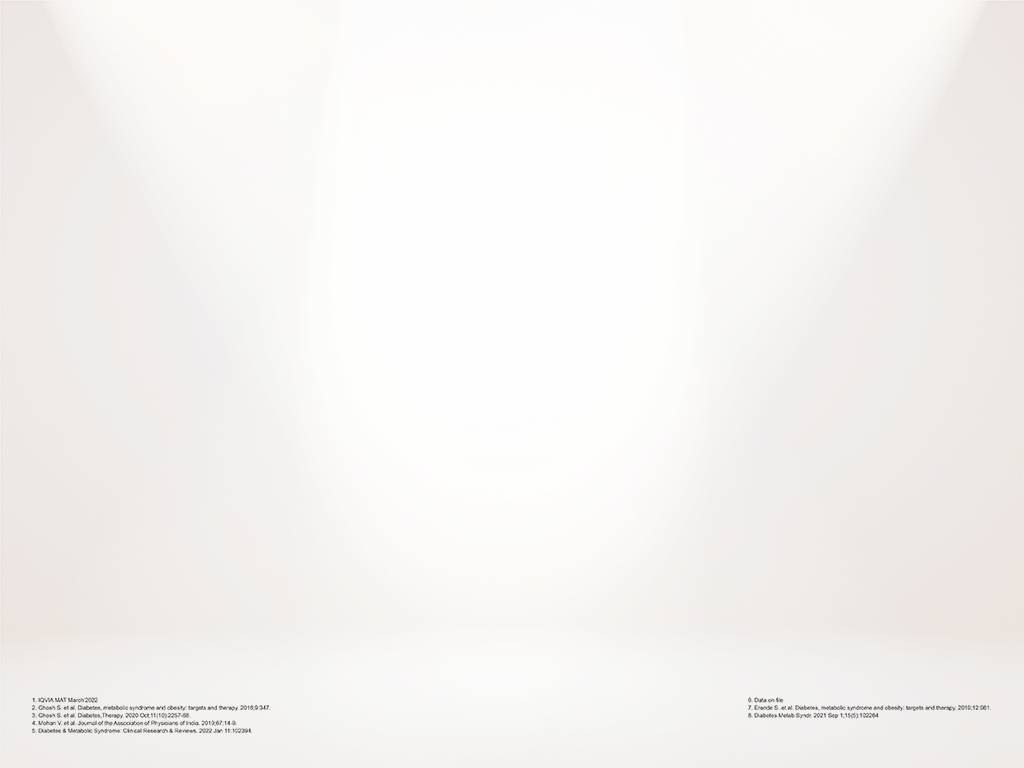 1. IQVIA MAT March'2022
2. Ghosh S. et al. Diabetes, metabolic syndrome and obesity: targets and therapy. 2016;9:347.
3. Ghosh S. et al. Diabetes,Therapy. 2020 Oct;11(10):2257-68.
4. Mohan V. et al. Journal of the Association of Physicians of India. 2019;67:14-9.
5. Diabetes & Metabolic Syndrome: Clinical Research & Reviews. 2022 Jan 11:102394.
6. Data on file
7. Erande S. et al. Diabetes, metabolic syndrome and obesity: targets and therapy. 2019;12:961.
8. Diabetes Metab Syndr. 2021 Sep 1;15(5):102264